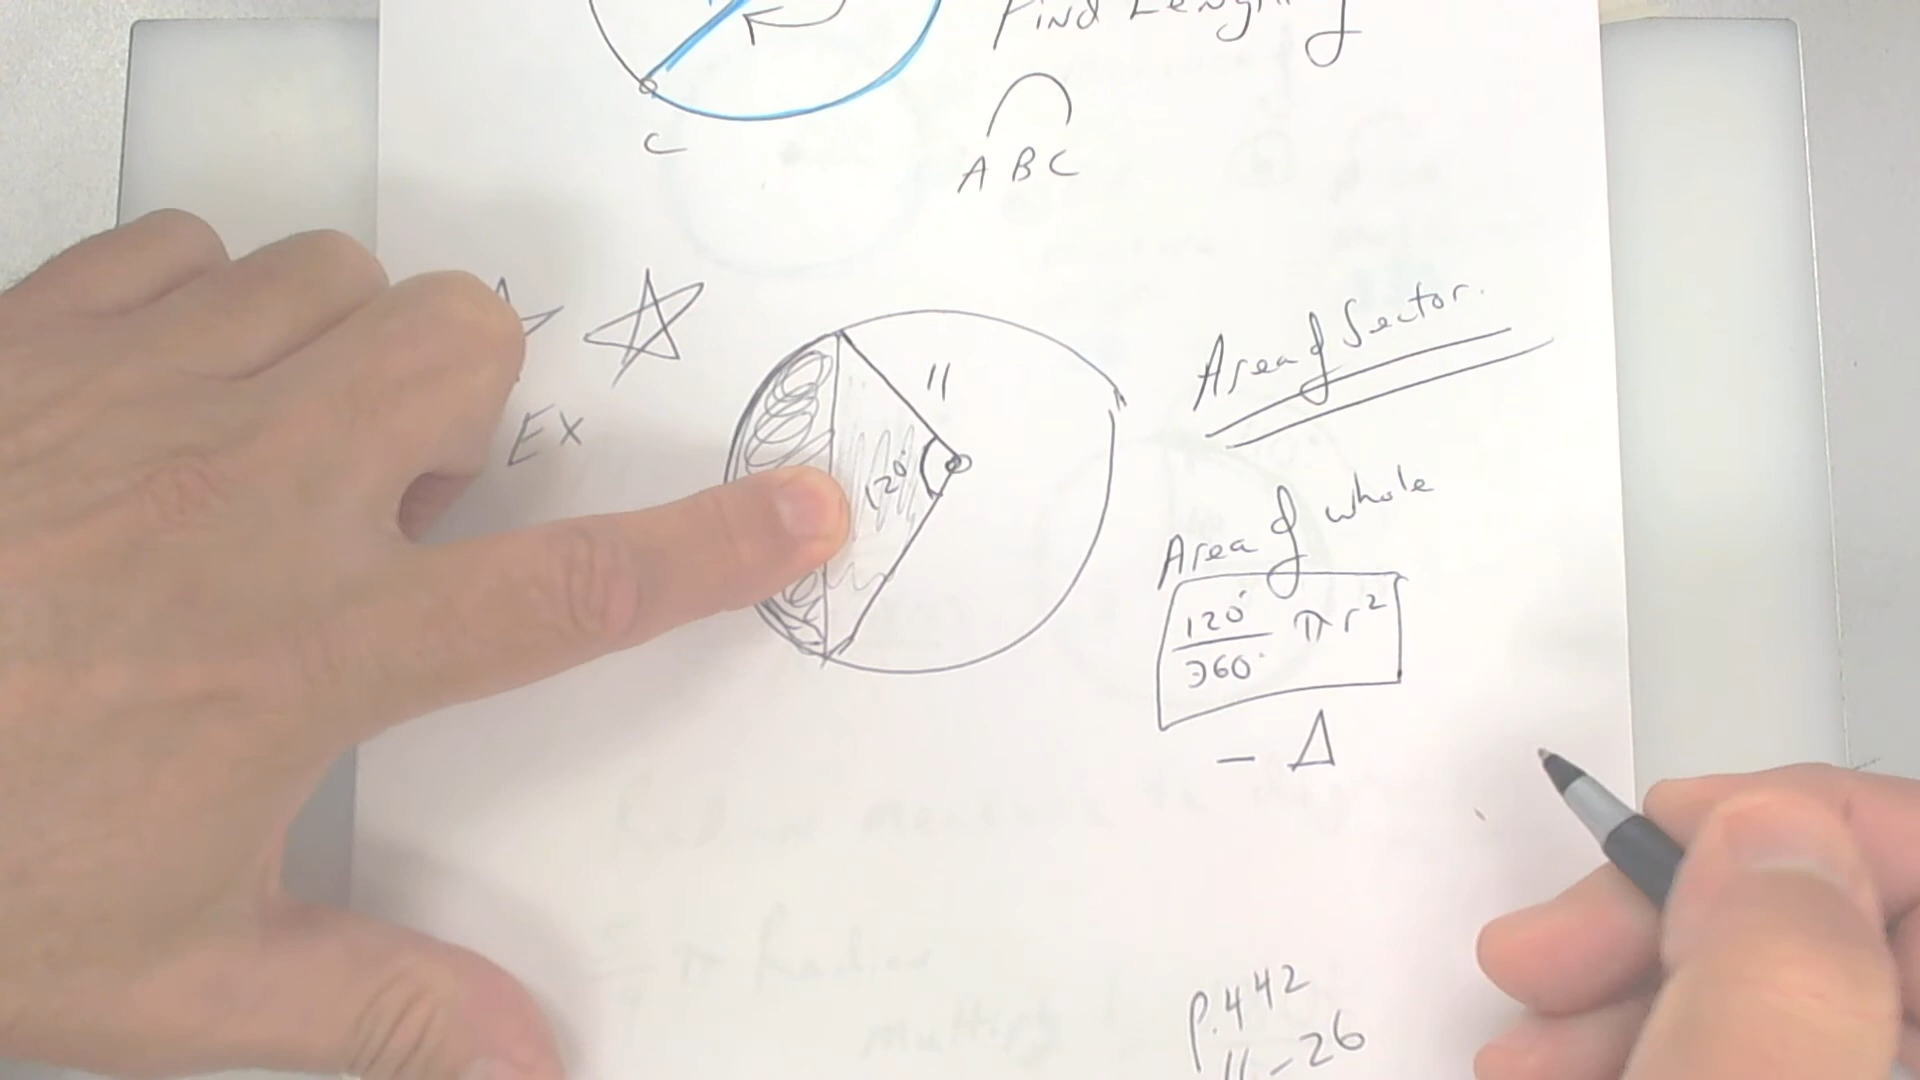 Find Length of
C
ABC
Ex
11
120°
Area of Sector.
Area of whole
120°
360°
πr²
- Δ
p.442
11-26